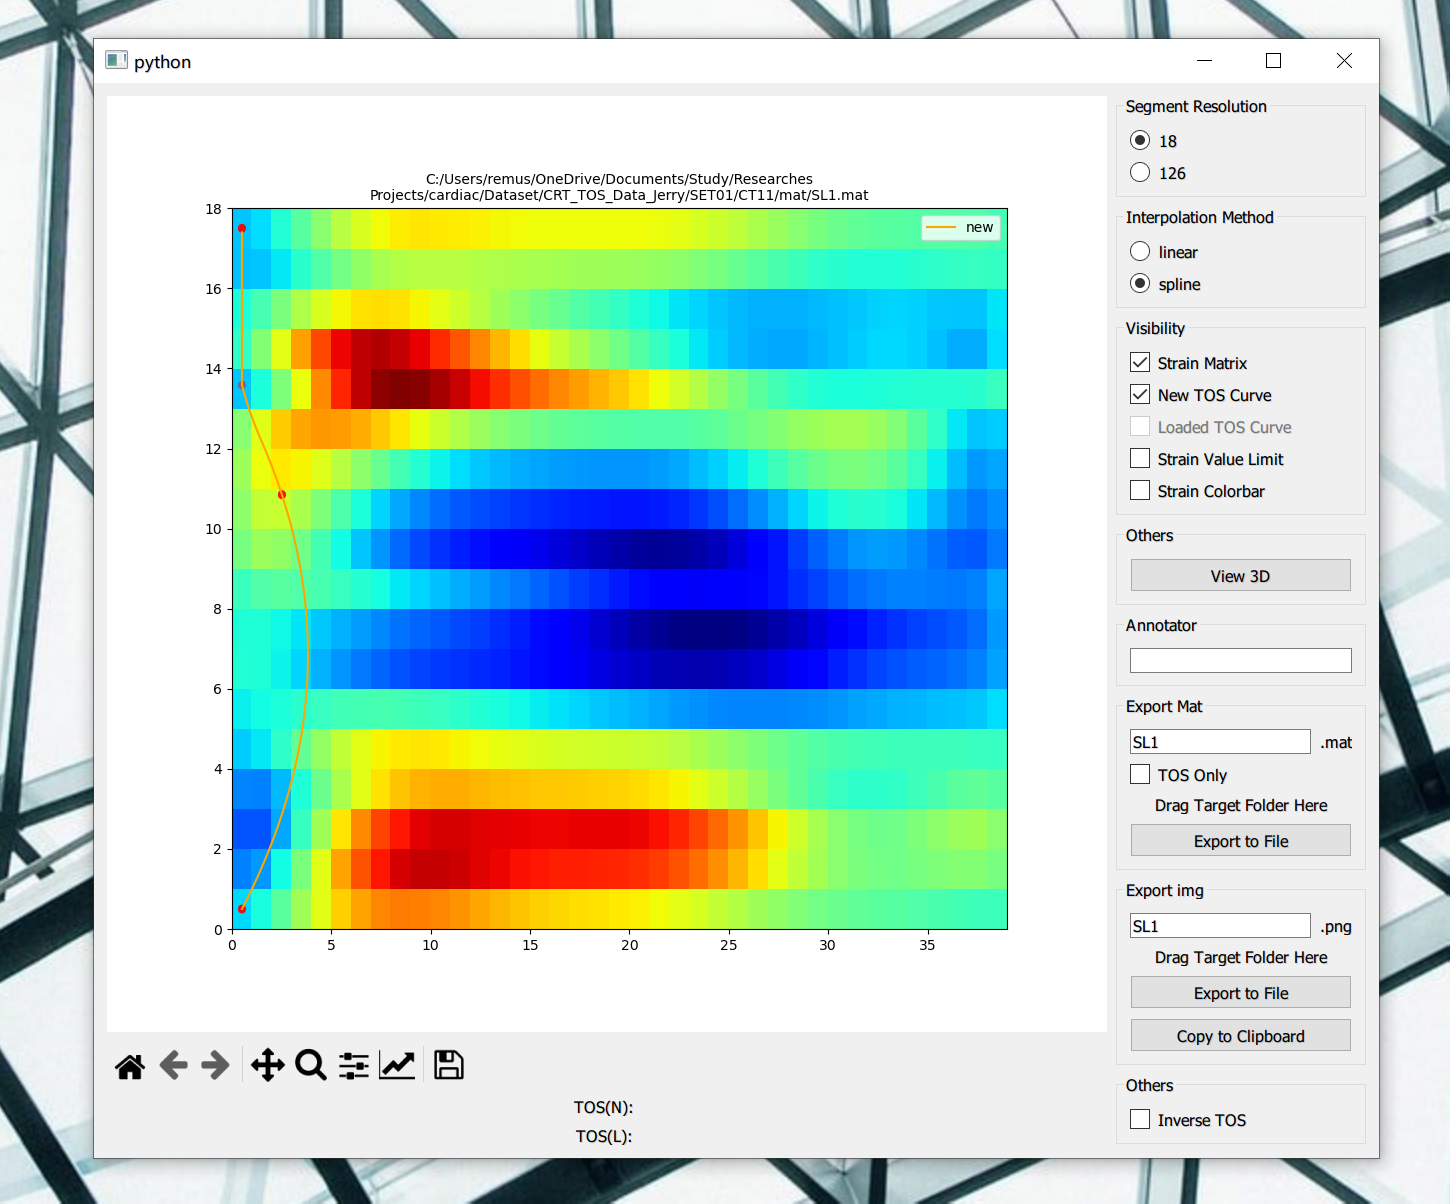 python
C:/Users/remus/OneDrive/Documents/Study/Researches
Projects/cardiac/Dataset/CRT_TOS_Data_Jerry/SET01/CT11/mat/SL1.mat
new
18
16
14
12
10
8
6
4
2
0
0 5 10 15 20 25 30 35
TOS(N):
TOS(L):
Segment Resolution
18
126
Interpolation Method
linear
spline
Visibility
Strain Matrix
New TOS Curve
Loaded TOS Curve
Strain Value Limit
Strain Colorbar
Others
View 3D
Annotator
Export Mat
SL1 .mat
TOS Only
Drag Target Folder Here
Export to File
Export img
SL1 .png
Drag Target Folder Here
Export to File
Copy to Clipboard
Others
Inverse TOS